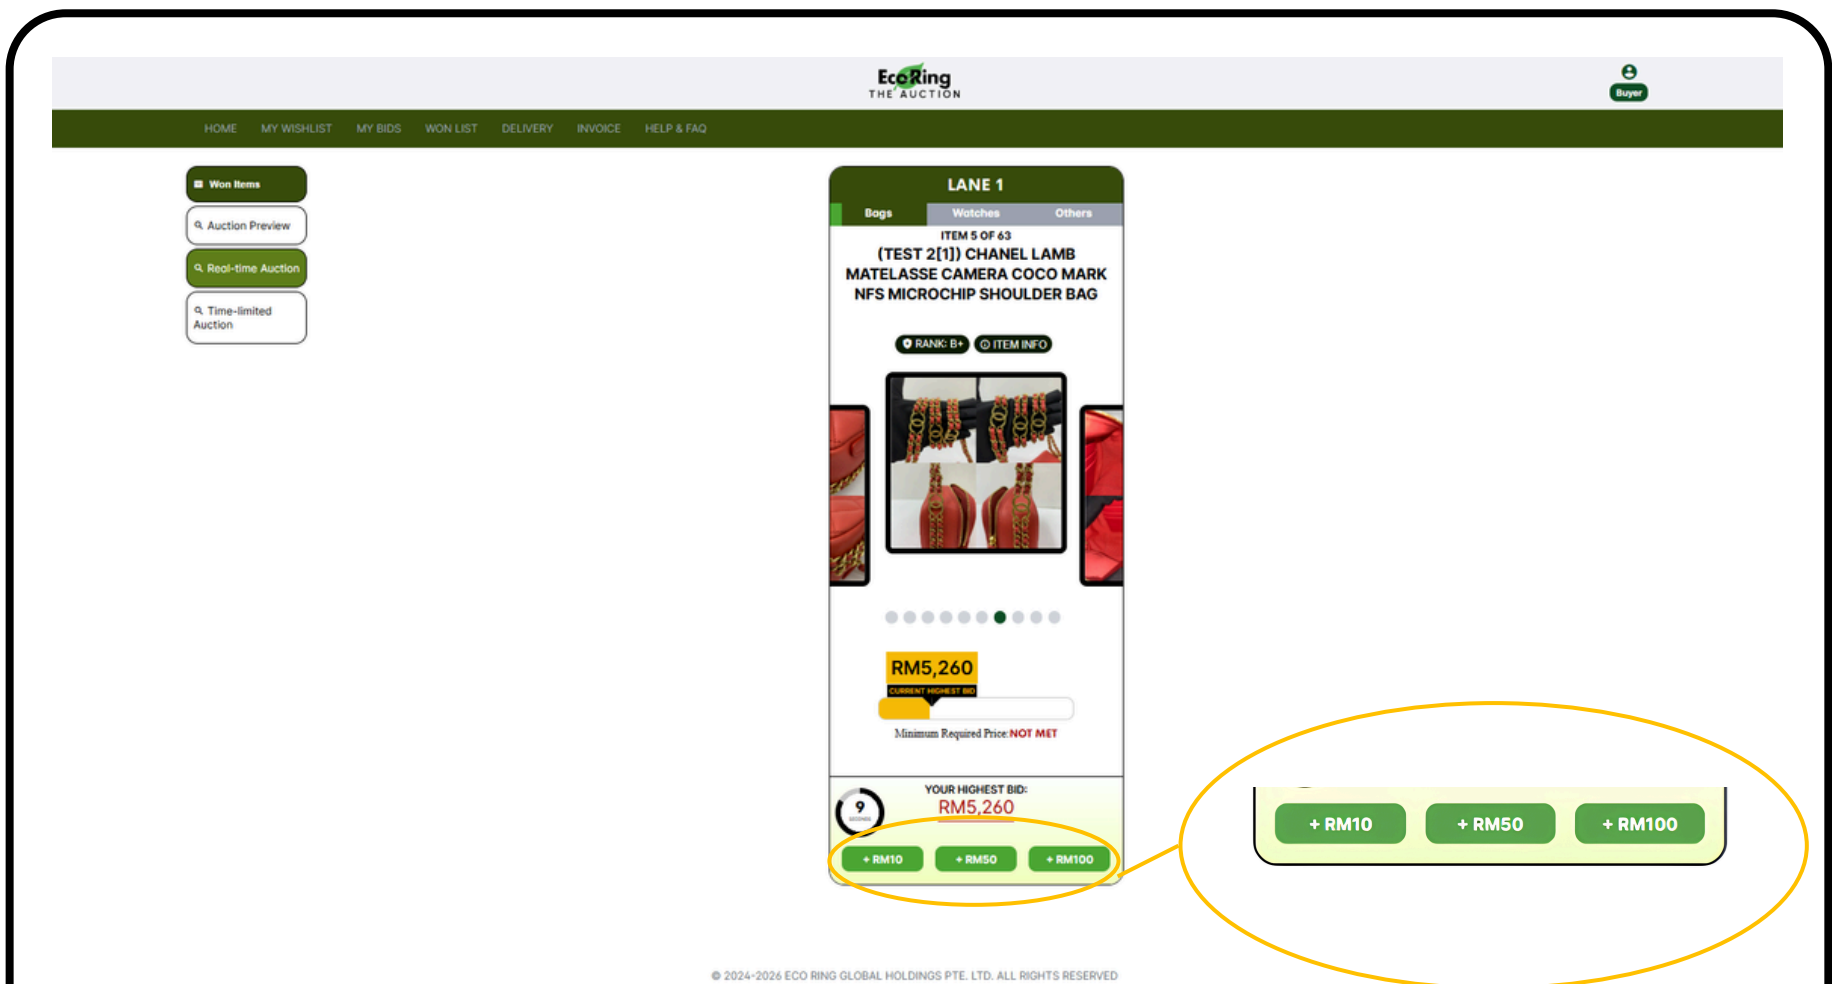 EcoRing
THE AUCTION
Buyer
HOME MY WISHLIST MY BIDS WON LIST DELIVERY INVOICE HELP & FAQ
Won Items
Auction Preview
Real-time Auction
Time-limited
Auction
LANE 1
Bags Watches Others
ITEM 5 OF 63
(TEST 2[1]) CHANEL LAMB
MATELASSE CAMERA COCO MARK
NFS MICROCHIP SHOULDER BAG
RANK: B+ ITEM INFO
RM5,260
CURRENT HIGHEST BID
Minimum Required Price: NOT MET
YOUR HIGHEST BID:
RM5,260
9
SECONDS
+ RM10 + RM50 + RM100
+ RM10 + RM50 + RM100
© 2024-2026 ECO RING GLOBAL HOLDINGS PTE. LTD. ALL RIGHTS RESERVED